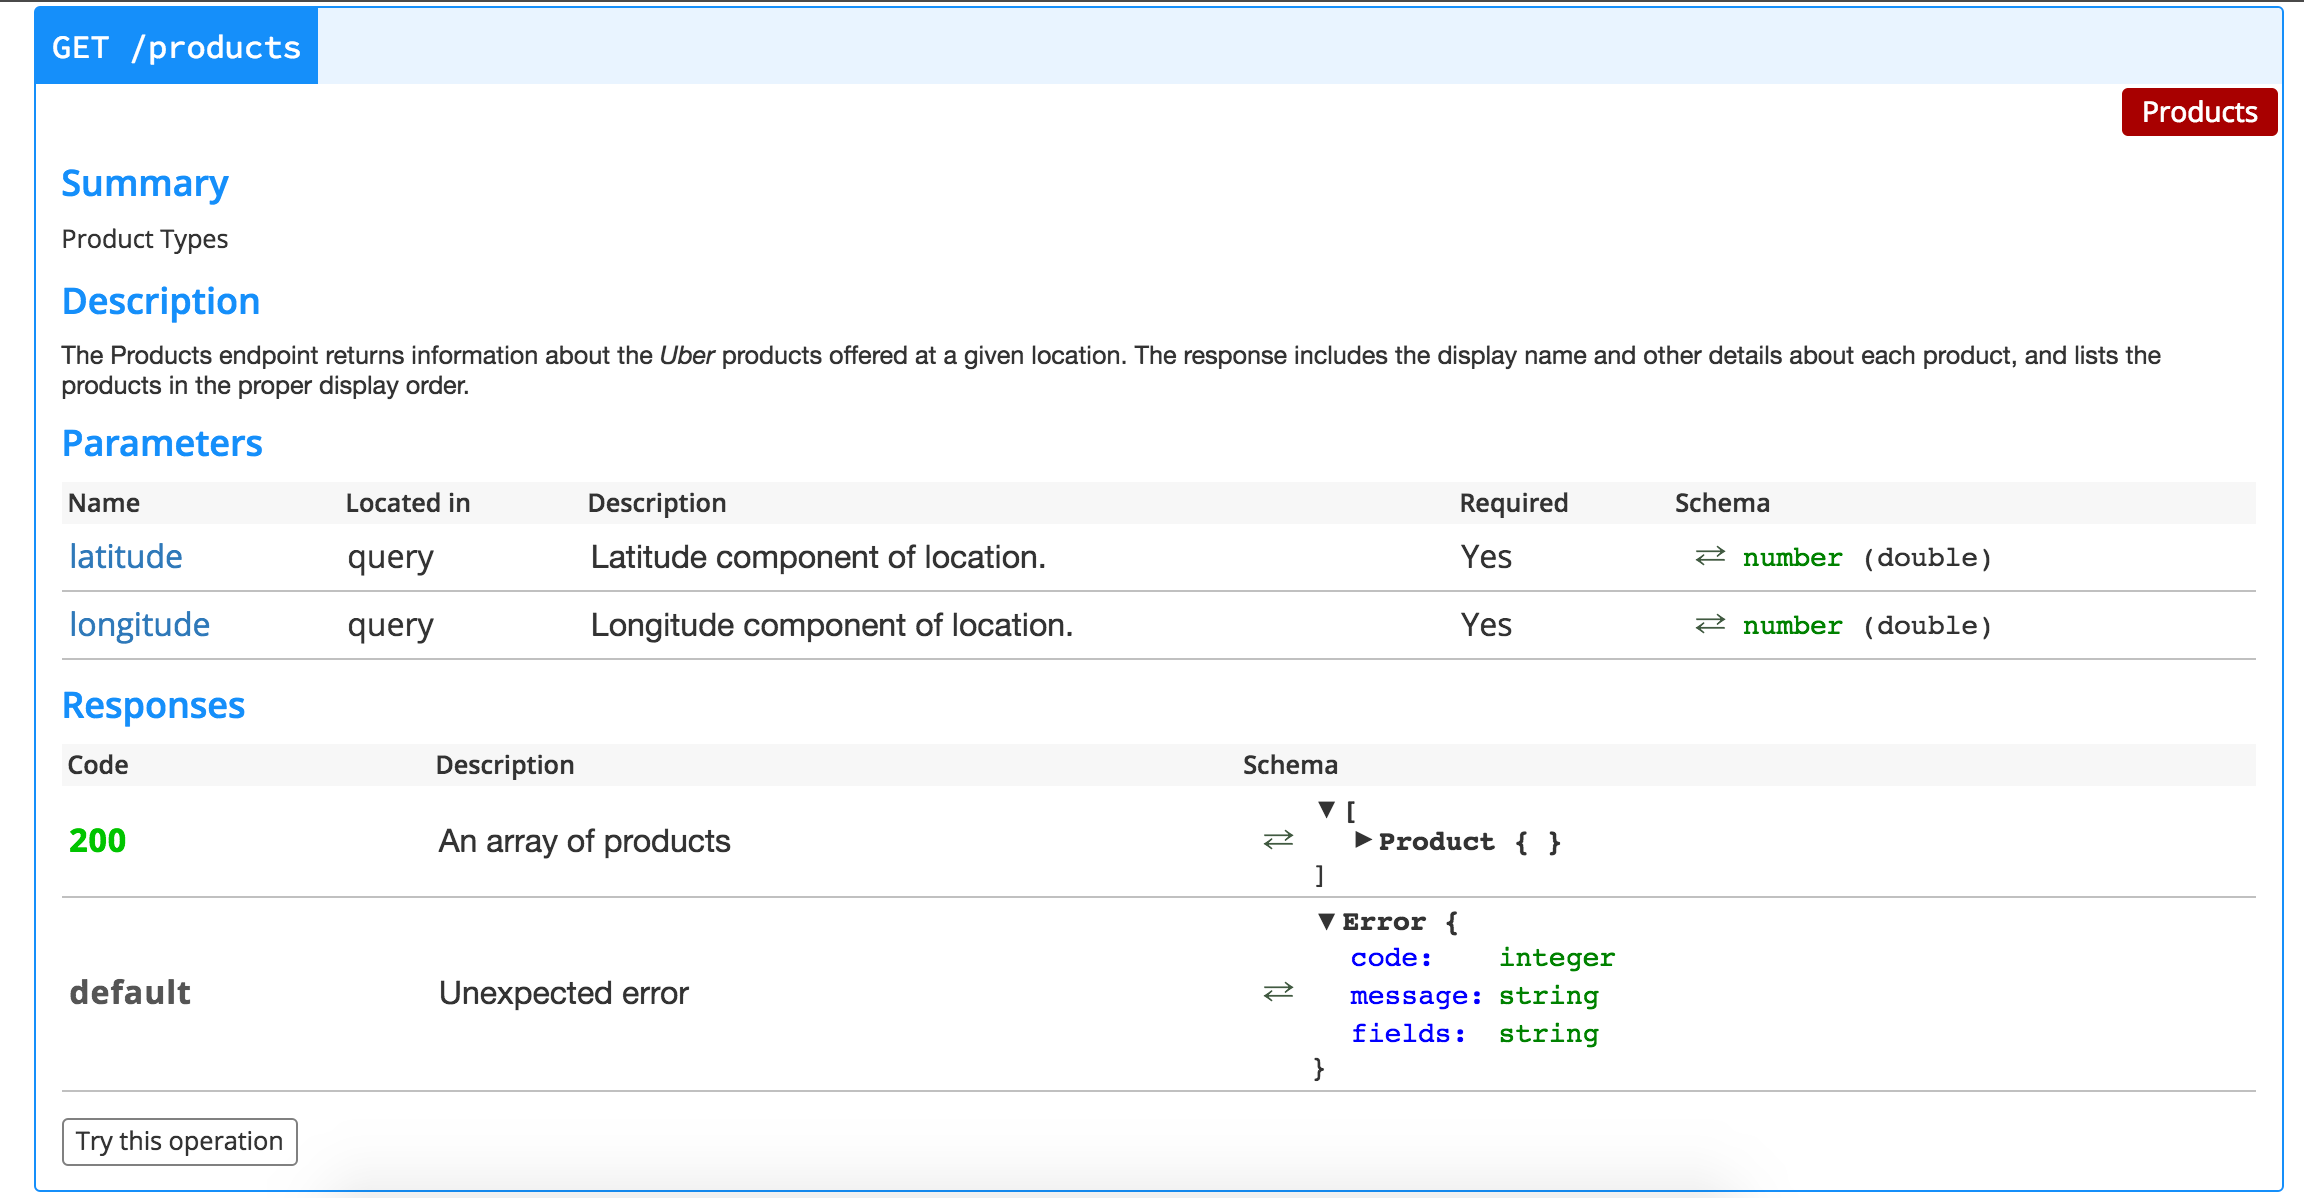 GET /products
Products
Summary
Product Types
Description
The Products endpoint returns information about the Uber products offered at a given location. The response includes the display name and other details about each product, and lists the
products in the proper display order.
Parameters
Name Located in Description Required Schema
latitude query Latitude component of location. Yes ⇄ number (double)
longitude query Longitude component of location. Yes ⇄ number (double)
Responses
Code Description Schema
▼ [
200 An array of products ⇄ ▶ Product { }
]
▼ Error {
code: integer
default Unexpected error ⇄ message: string
fields: string
}
Try this operation